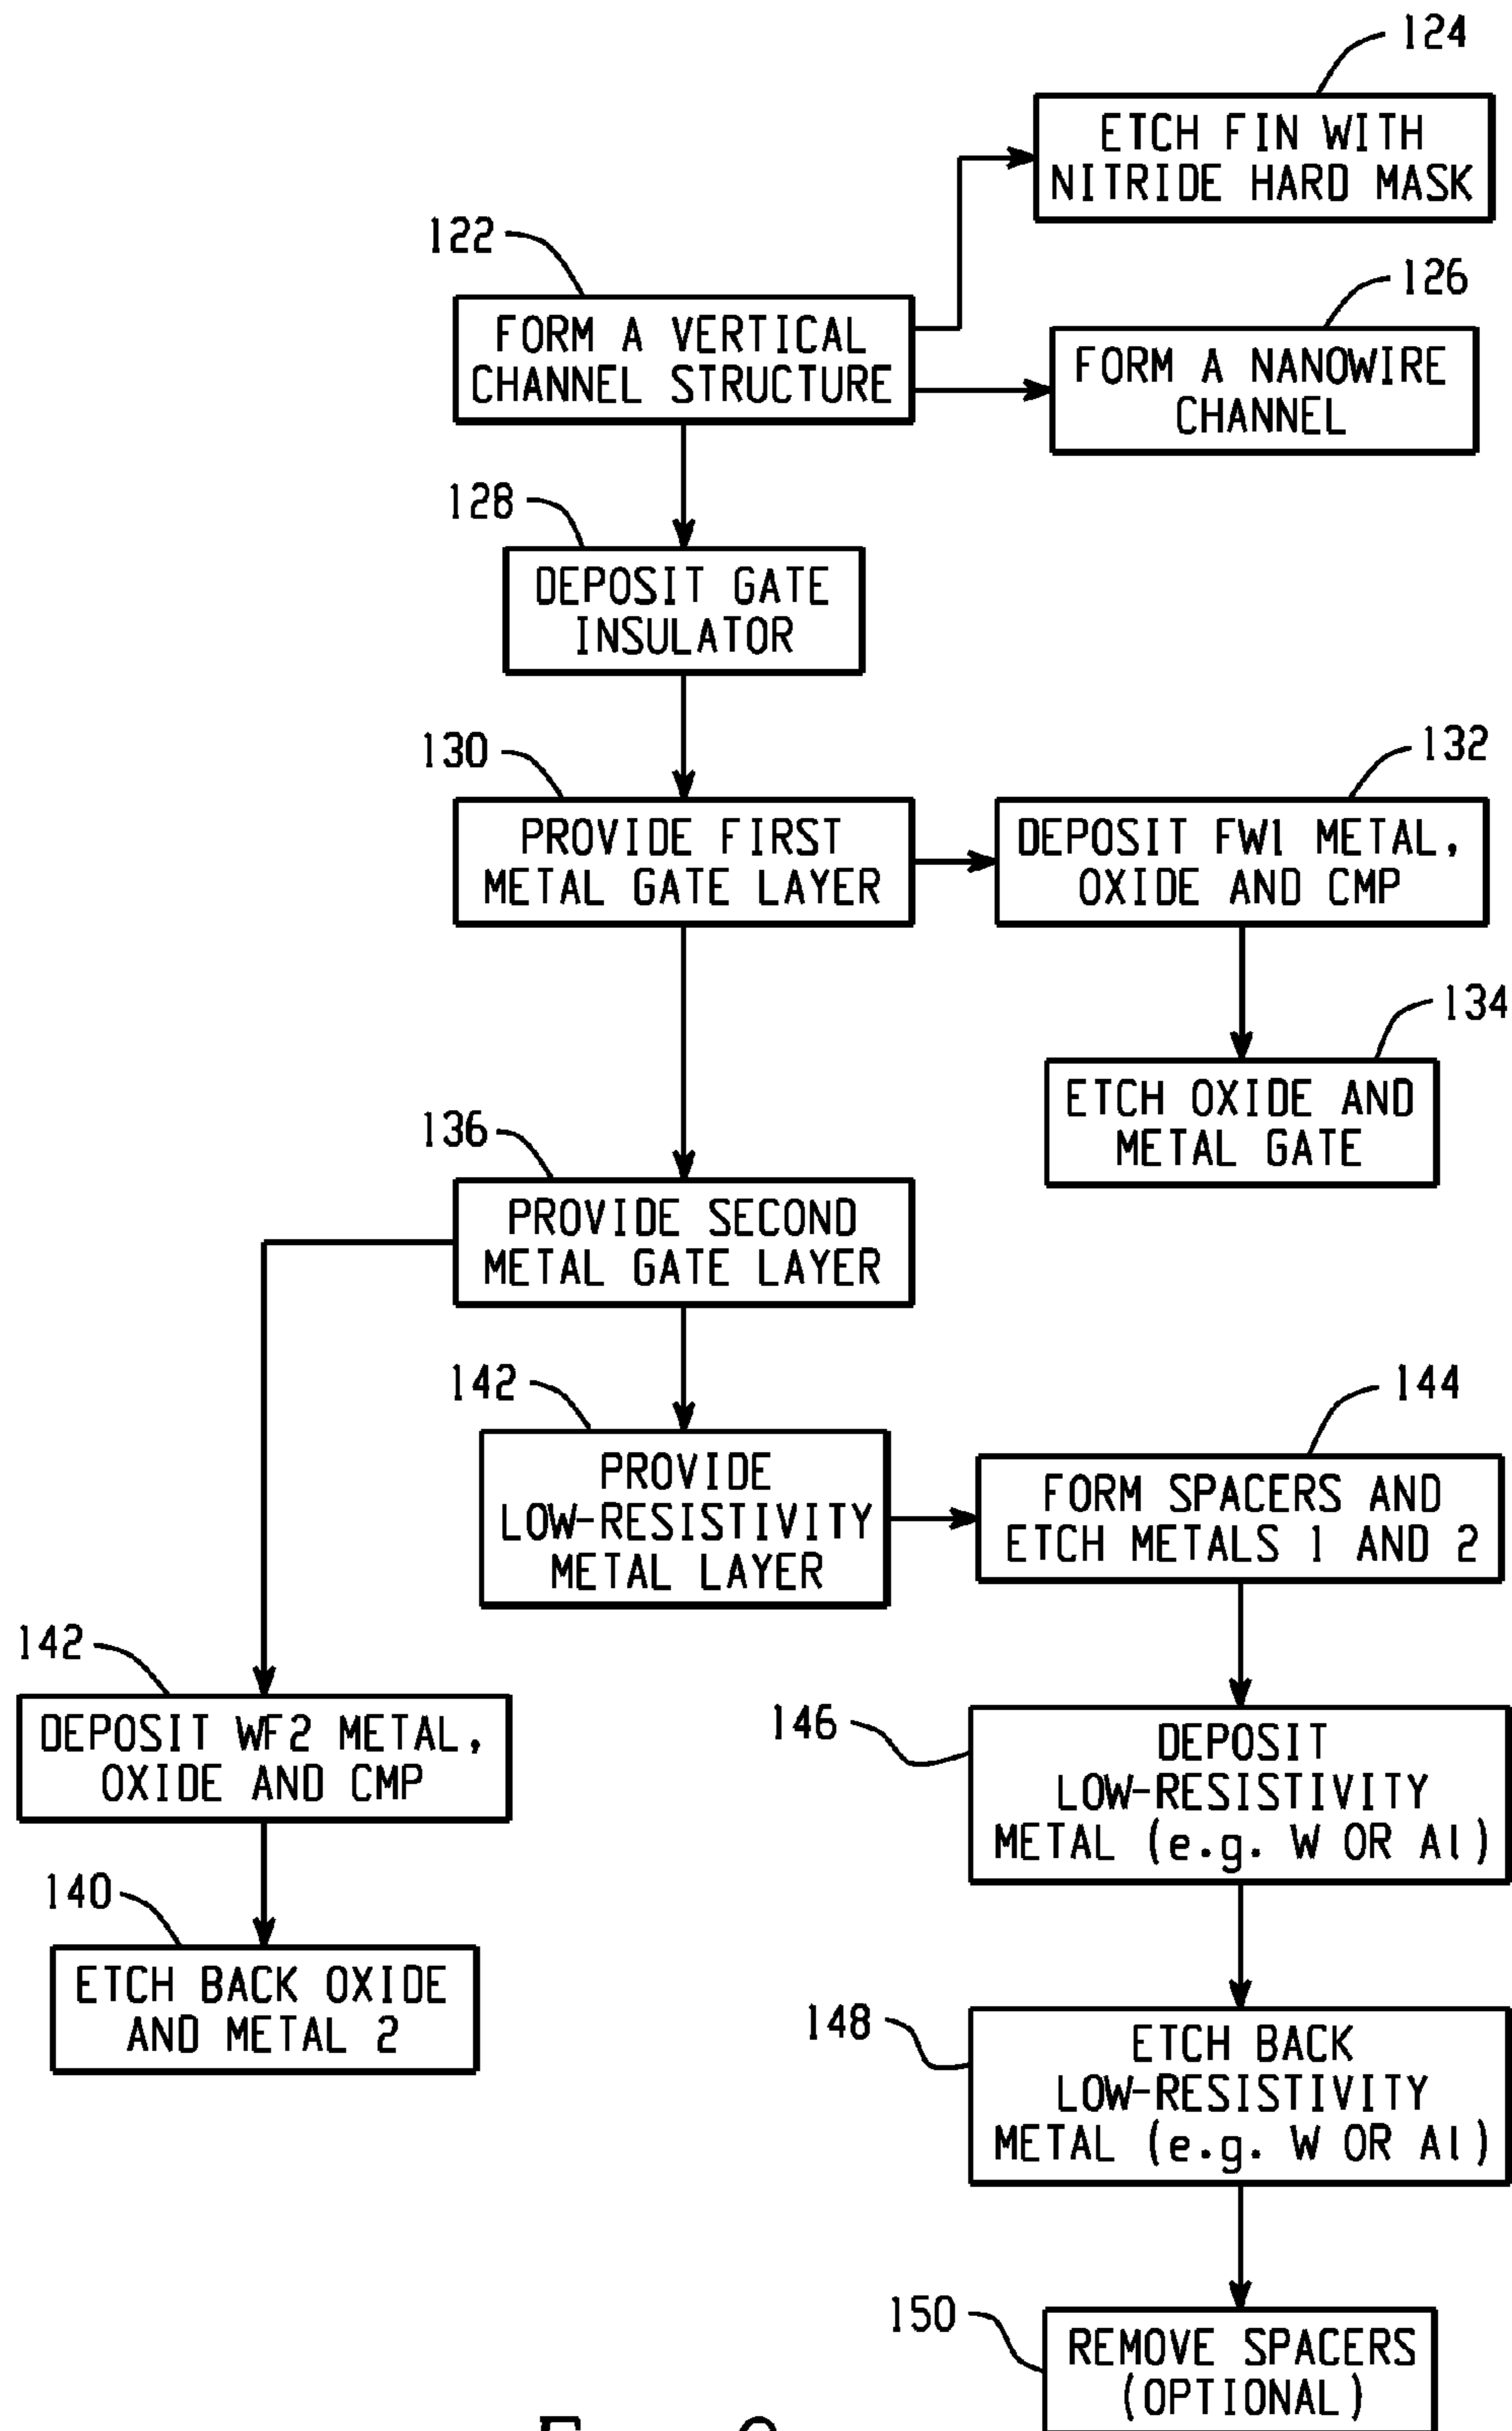 124
ETCH FIN WITH
NITRIDE HARD MASK
122
FORM A VERTICAL
CHANNEL STRUCTURE
126
FORM A NANOWIRE
CHANNEL
128
DEPOSIT GATE
INSULATOR
130
PROVIDE FIRST
METAL GATE LAYER
132
DEPOSIT FW1 METAL,
OXIDE AND CMP
134
ETCH OXIDE AND
METAL GATE
136
PROVIDE SECOND
METAL GATE LAYER
142
PROVIDE
LOW-RESISTIVITY
METAL LAYER
144
FORM SPACERS AND
ETCH METALS 1 AND 2
142
DEPOSIT WF2 METAL,
OXIDE AND CMP
140
ETCH BACK OXIDE
AND METAL 2
146
DEPOSIT
LOW-RESISTIVITY
METAL (e.g. W OR Al)
148
ETCH BACK
LOW-RESISTIVITY
METAL (e.g. W OR Al)
150
REMOVE SPACERS
(OPTIONAL)